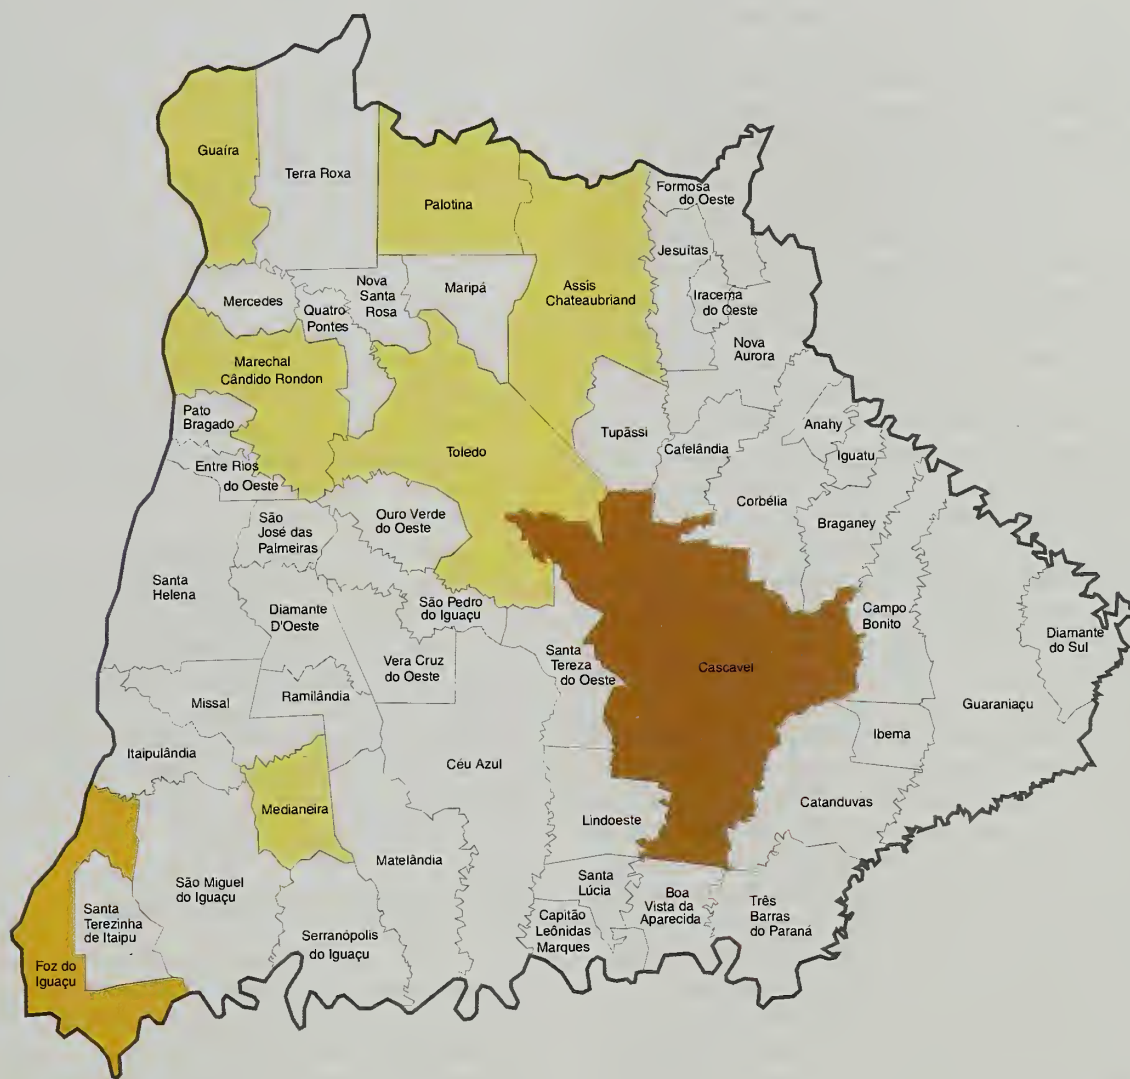 Guaíra
Terra Roxa
Palotina
Formosa
do Oeste
Jesuítas
Assis
Chateaubriand
Iracema
do Oeste
Nova
Aurora
Mercedes
Quatro
Pontes
Nova
Santa
Rosa
Maripá
Marechal
Cândido Rondon
Pato
Bragado
Entre Rios
do Oeste
Toledo
Tupãssi
Cafelândia
Anahy
Iguatu
Corbélia
Braganey
São
José das
Palmeiras
Ouro Verde
do Oeste
Santa
Helena
Diamante
D'Oeste
São Pedro
do Iguaçu
Vera Cruz
do Oeste
Santa
Tereza
do Oeste
Cascavel
Campo
Bonito
Diamante
do Sul
Guaraniaçu
Ibema
Missal
Ramilândia
Itaipulândia
Céu Azul
Medianeira
Catanduvas
Lindoeste
Matelândia
São Miguel
do Iguaçu
Santa
Lúcia
Boa
Vista da
Aparecida
Três
Barras
do Paraná
Capitão
Leônidas
Marques
Santa
Terezinha
de Itaipu
Serranópolis
do Iguaçu
Foz do
Iguaçu